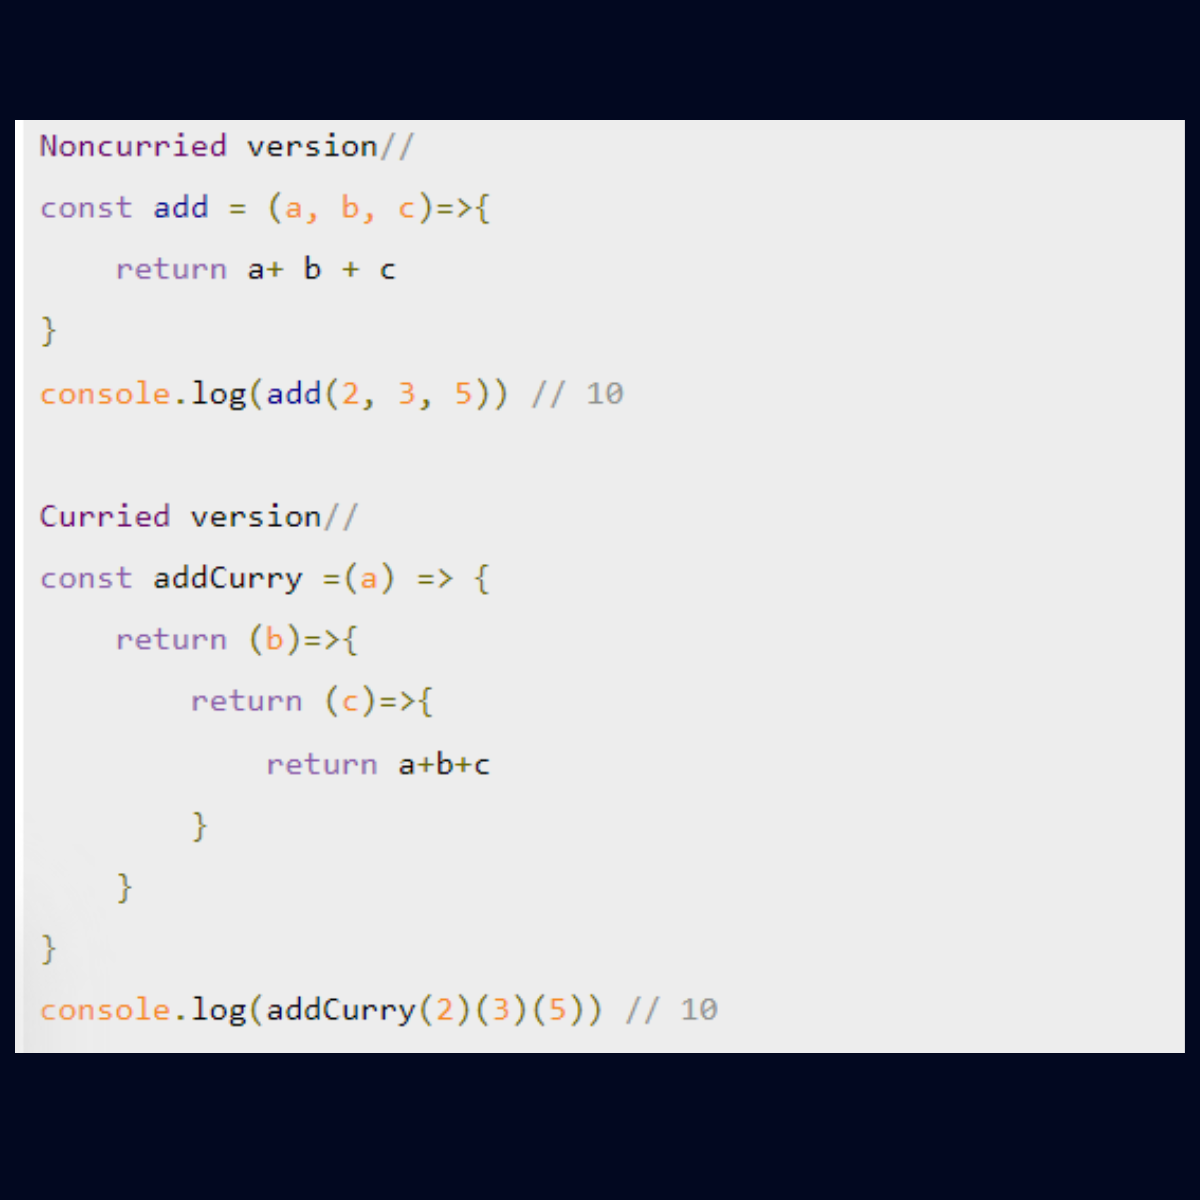 Noncurried version//
const add = (a, b, c)=>{
    return a+ b + c
}
console.log(add(2, 3, 5)) // 10
Curried version//
const addCurry =(a) => {
    return (b)=>{
        return (c)=>{
            return a+b+c
        }
    }
}
console.log(addCurry(2)(3)(5)) // 10